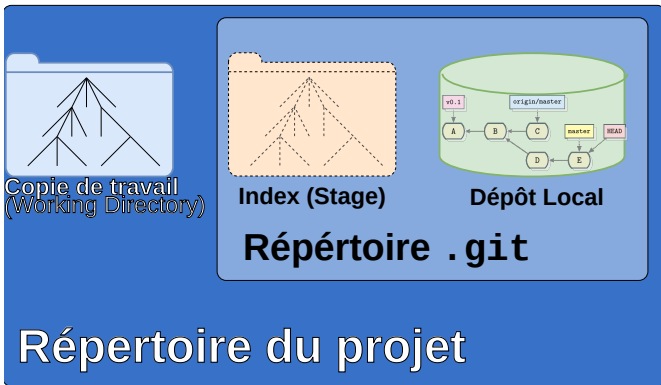 v0.1
origin/master
A
B
C
master
HEAD
D
E
Copie de travail
(Working Directory)
Index (Stage)
Dépôt Local
Répértoire .git
Répertoire du projet